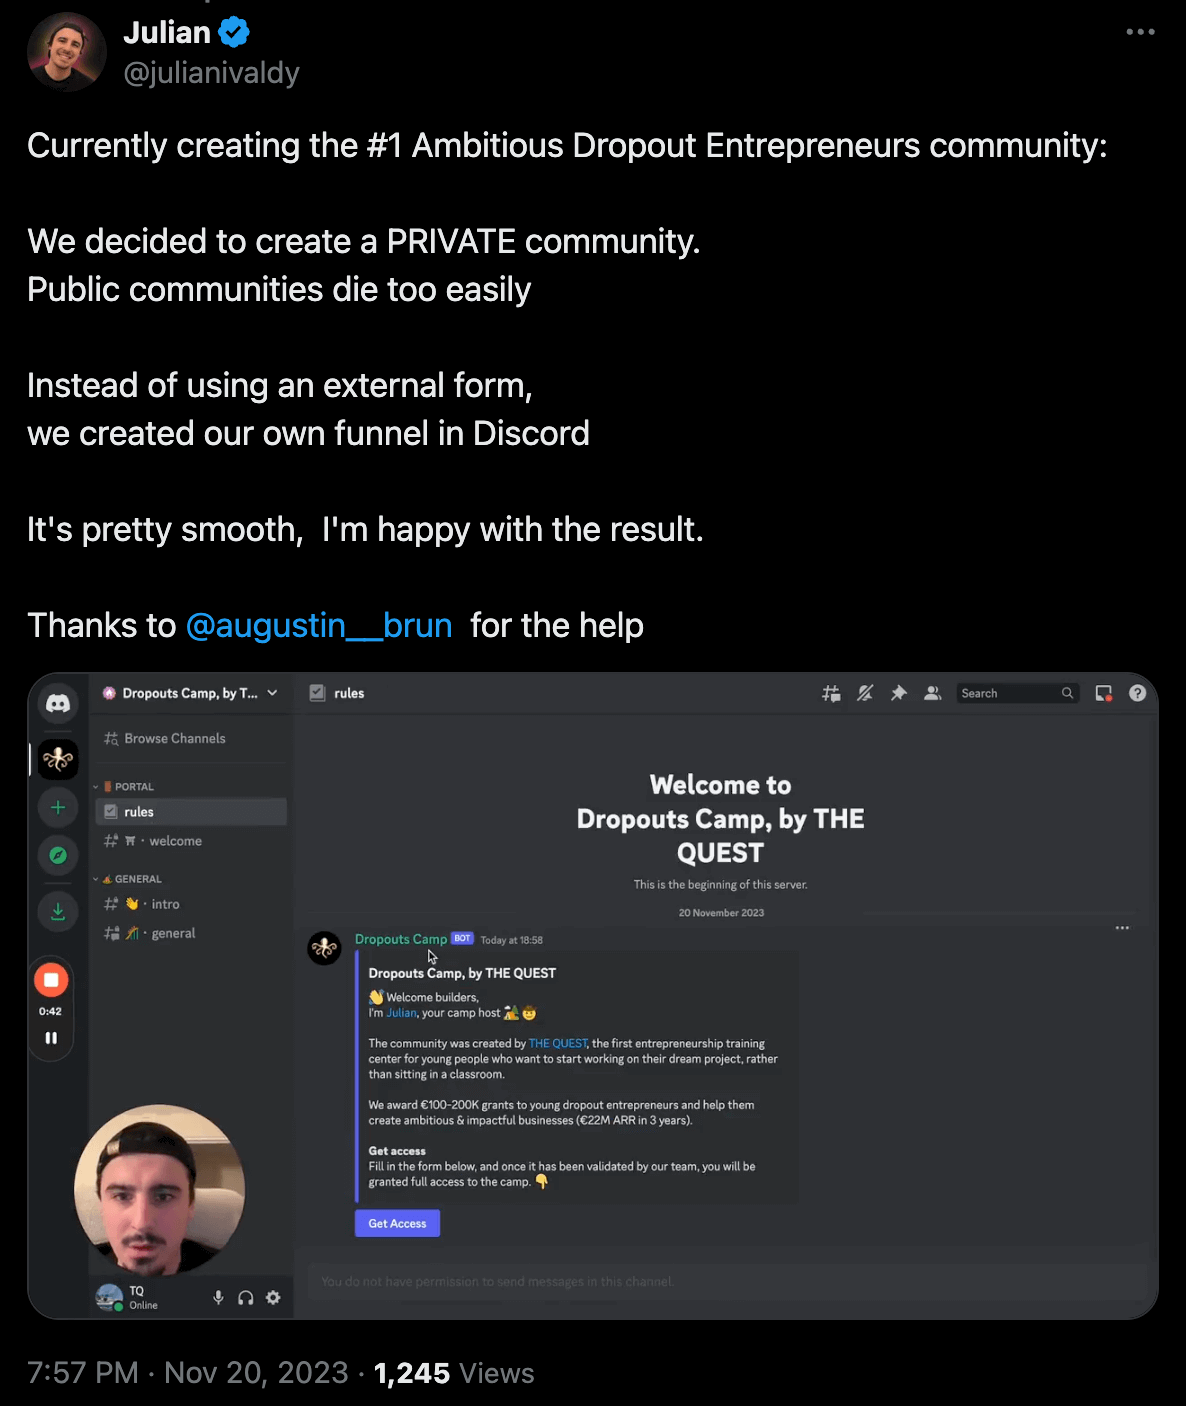 Julian
@julianivaldy
Currently creating the #1 Ambitious Dropout Entrepreneurs community:
We decided to create a PRIVATE community.
Public communities die too easily
Instead of using an external form,
we created our own funnel in Discord
It's pretty smooth,  I'm happy with the result.
Thanks to @augustin__brun  for the help
Dropouts Camp, by T...
rules
Search
Browse Channels
PORTAL
rules
welcome
GENERAL
intro
general
0:42
Welcome to
Dropouts Camp, by THE
QUEST
This is the beginning of this server.
20 November 2023
Dropouts Camp BOT Today at 18:58
Dropouts Camp, by THE QUEST
👋 Welcome builders,
I'm Julian, your camp host 🏕️ 🤠
The community was created by THE QUEST, the first entrepreneurship training
center for young people who want to start working on their dream project, rather
than sitting in a classroom.
We award €100-200K grants to young dropout entrepreneurs and help them
create ambitious & impactful businesses (€22M ARR in 3 years).
Get access
Fill in the form below, and once it has been validated by our team, you will be
granted full access to the camp. 👇
Get Access
You do not have permission to send messages in this channel.
TQ
Online
7:57 PM · Nov 20, 2023 · 1,245 Views